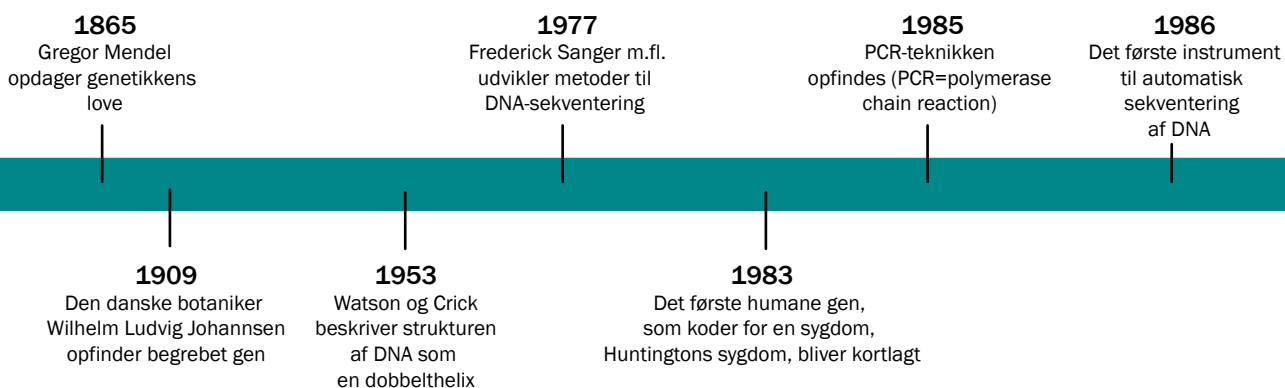 1865
Gregor Mendel
opdager genetikkens
love
1909
Den danske botaniker
Wilhelm Ludvig Johannsen
opfinder begrebet gen
1953
Watson og Crick
beskriver strukturen
af DNA som
en dobbelthelix
1977
Frederick Sanger m.fl.
udvikler metoder til
DNA-sekventering
1983
Det første humane gen,
som koder for en sygdom,
Huntingtons sygdom, bliver kortlagt
1985
PCR-teknikken
opfindes (PCR=polymerase
chain reaction)
1986
Det første instrument
til automatisk
sekventering
af DNA